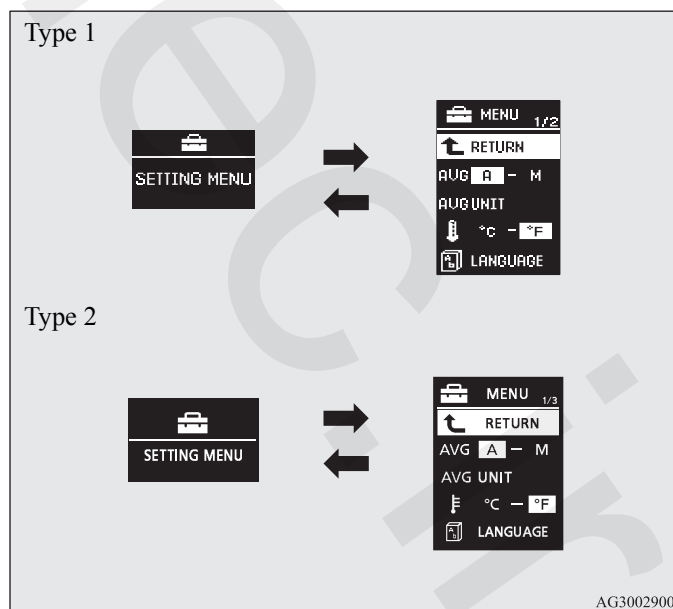 Type 1
SETTING MENU
MENU 1/2
RETURN
AVG A - M
AVG UNIT
°C - °F
LANGUAGE
Type 2
SETTING MENU
MENU 1/3
RETURN
AVG A - M
AVG UNIT
°C - °F
LANGUAGE
AG3002900